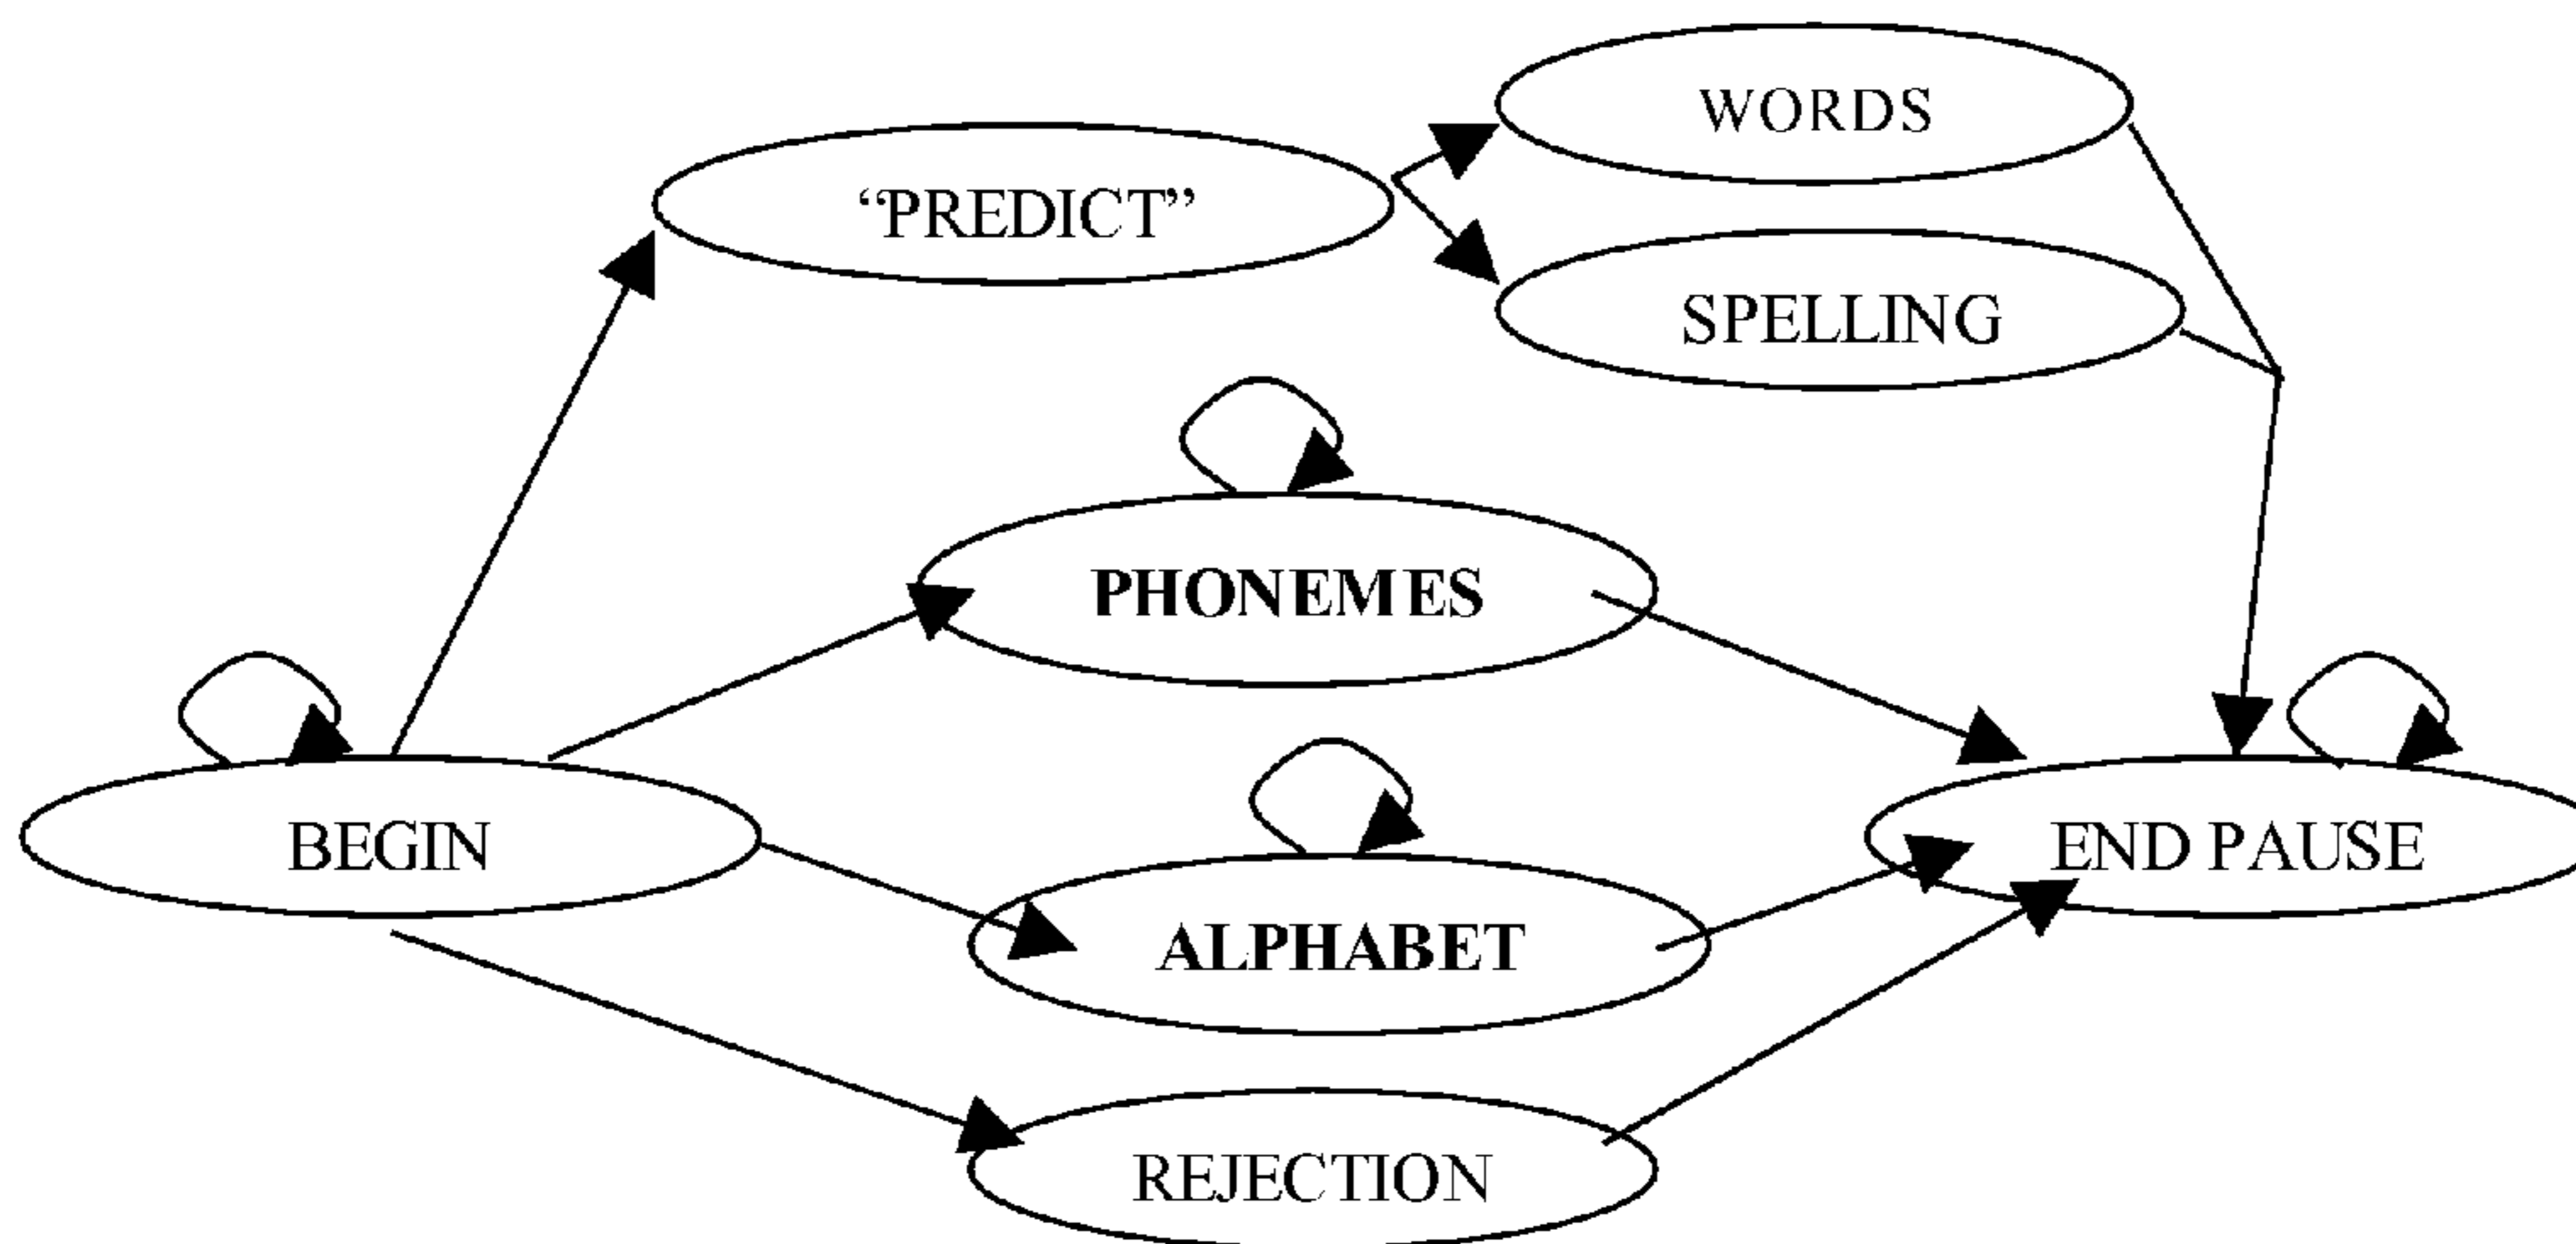 WORDS
“PREDICT”
SPELLING
PHONEMES
BEGIN
END PAUSE
ALPHABET
REJECTION